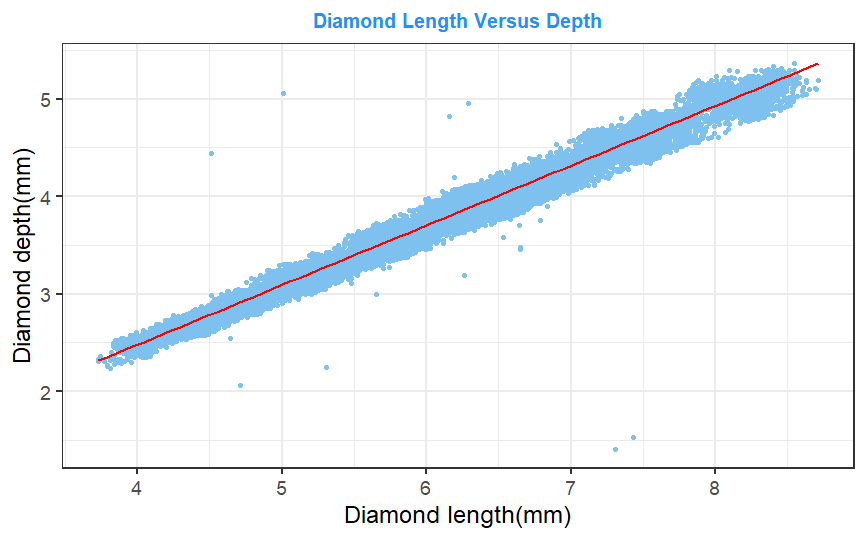 Diamond Length Versus Depth
5
4
3
2
Diamond depth(mm)
4 5 6 7 8
Diamond length(mm)